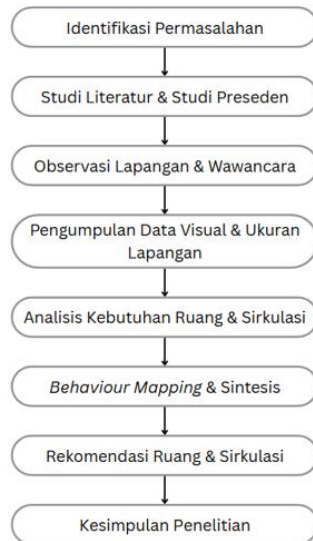 Identifikasi Permasalahan
Studi Literatur & Studi Preseden
Observasi Lapangan & Wawancara
Pengumpulan Data Visual & Ukuran
Lapangan
Analisis Kebutuhan Ruang & Sirkulasi
Behaviour Mapping & Sintesis
Rekomendasi Ruang & Sirkulasi
Kesimpulan Penelitian